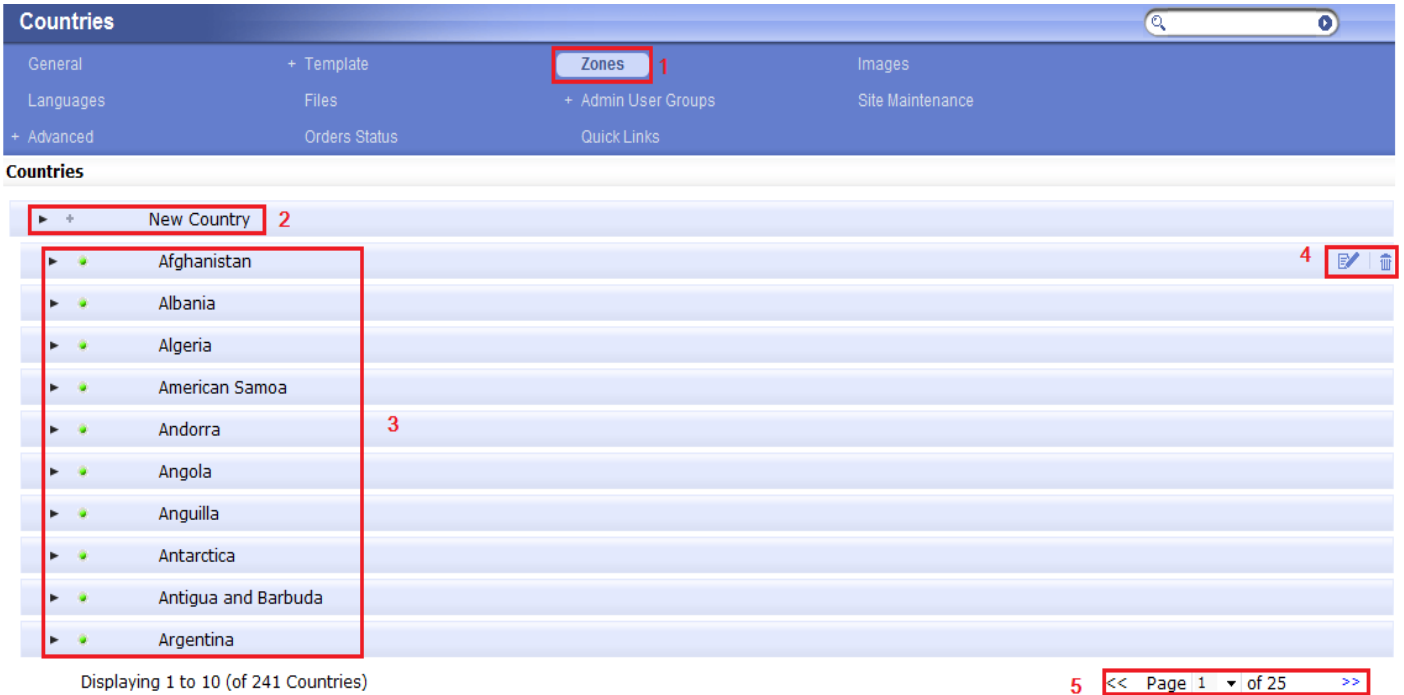 Countries
General + Template Zones 1 Images
Languages Files + Admin User Groups Site Maintenance
+ Advanced Orders Status Quick Links
Countries
+ New Country 2
Afghanistan 4
Albania
Algeria
American Samoa
Andorra 3
Angola
Anguilla
Antarctica
Antigua and Barbuda
Argentina
Displaying 1 to 10 (of 241 Countries) 5 << Page 1 of 25 >>